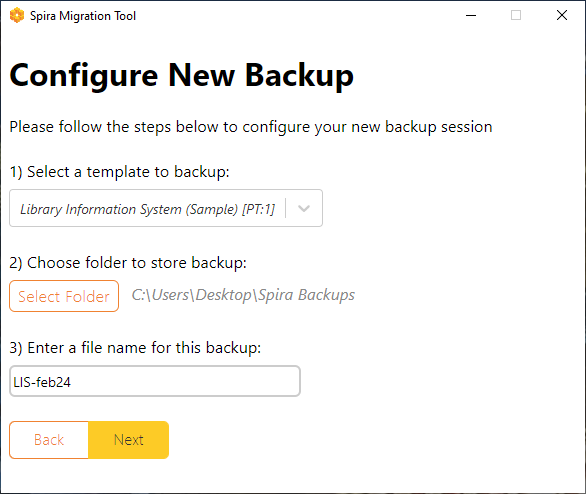 Spira Migration Tool
Configure New Backup
Please follow the steps below to configure your new backup session
1) Select a template to backup:
Library Information System (Sample) [PT:1]
2) Choose folder to store backup:
Select Folder C:\Users\Desktop\Spira Backups
3) Enter a file name for this backup:
LIS-feb24
Back Next